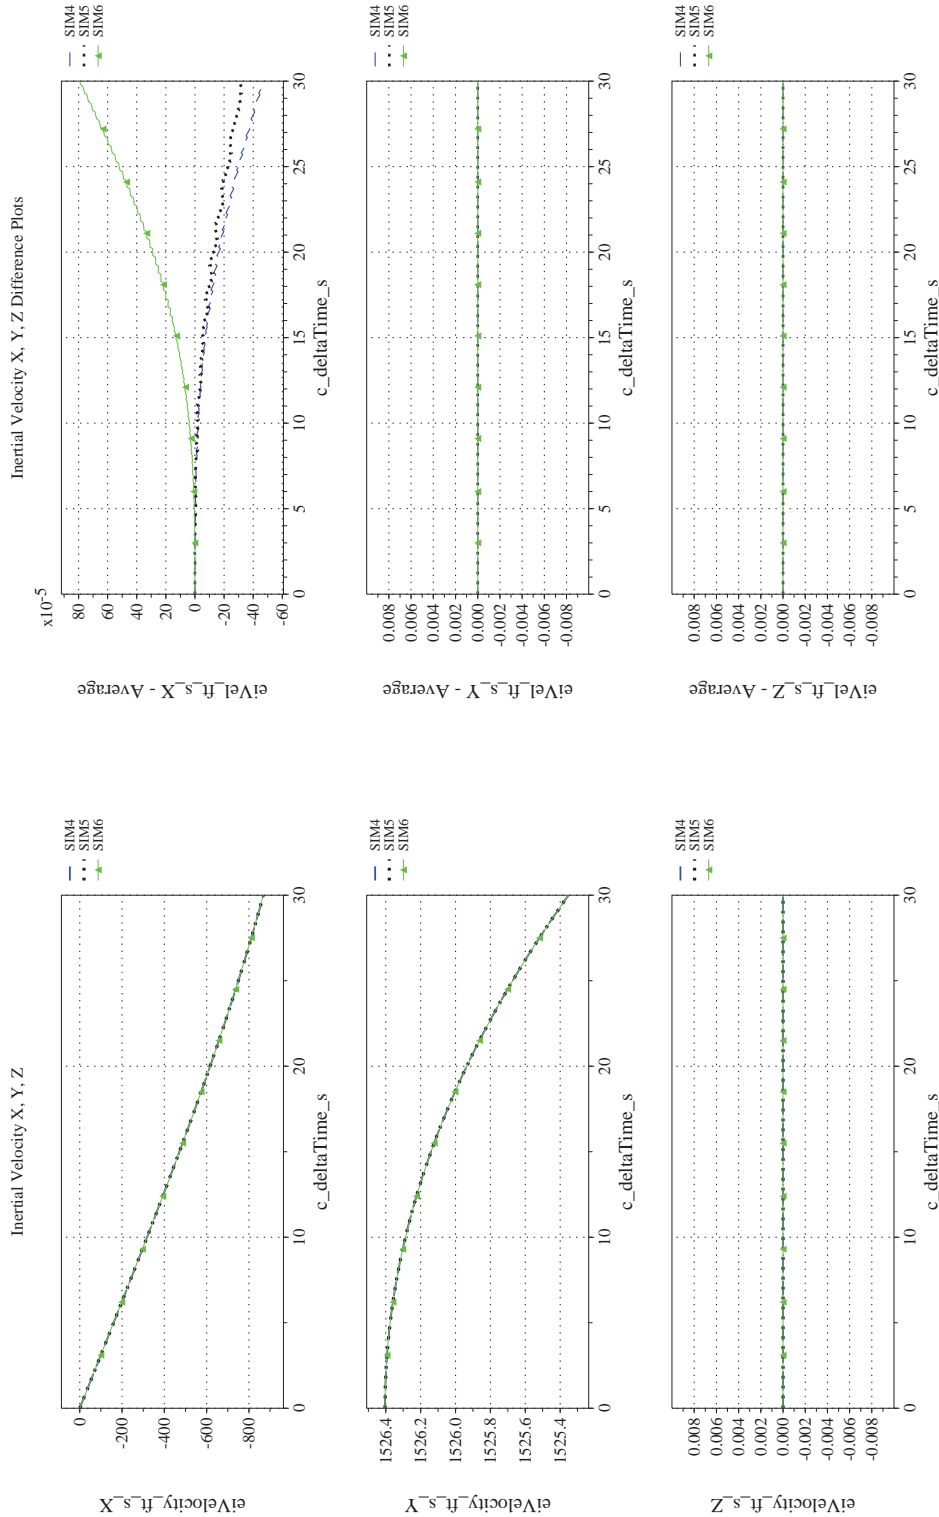 Inertial Velocity X, Y, Z
eiVelocity_ft_s_X
0
-200
-400
-600
-800
0
10
20
30
c_deltaTime_s
SIM4
SIM5
SIM6
eiVelocity_ft_s_Y
1526.4
1526.2
1526.0
1525.8
1525.6
1525.4
0
10
20
30
c_deltaTime_s
SIM4
SIM5
SIM6
eiVelocity_ft_s_Z
0.008
0.006
0.004
0.002
0.000
-0.002
-0.004
-0.006
-0.008
0
10
20
30
c_deltaTime_s
SIM4
SIM5
SIM6
Inertial Velocity X, Y, Z Difference Plots
x10-5
eiVel_ft_s_X - Average
80
60
40
20
0
-20
-40
-60
0
5
10
15
20
25
30
c_deltaTime_s
SIM4
SIM5
SIM6
eiVel_ft_s_Y - Average
0.008
0.006
0.004
0.002
0.000
-0.002
-0.004
-0.006
-0.008
0
5
10
15
20
25
30
c_deltaTime_s
SIM4
SIM5
SIM6
eiVel_ft_s_Z - Average
0.008
0.006
0.004
0.002
0.000
-0.002
-0.004
-0.006
-0.008
0
5
10
15
20
25
30
c_deltaTime_s
SIM4
SIM5
SIM6